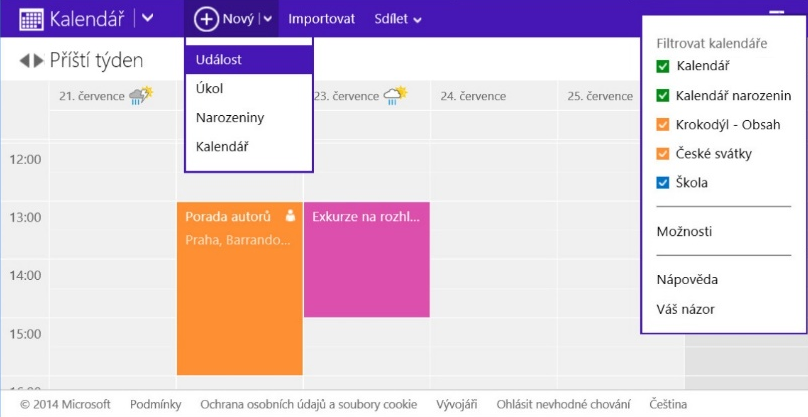 Kalendář
Nový
Importovat
Sdílet
Příští týden
Událost
Úkol
Narozeniny
Kalendář
21. července
23. července
24. července
25. července
12:00
13:00
14:00
15:00
Porada autorů
Praha, Barrando...
Exkurze na rozhl...
Filtrovat kalendáře
Kalendář
Kalendář narozenin
Krokodýl - Obsah
České svátky
Škola
Možnosti
Nápověda
Váš názor
© 2014 Microsoft Podmínky Ochrana osobních údajů a soubory cookie Vývojáři Ohlásit nevhodné chování Čeština